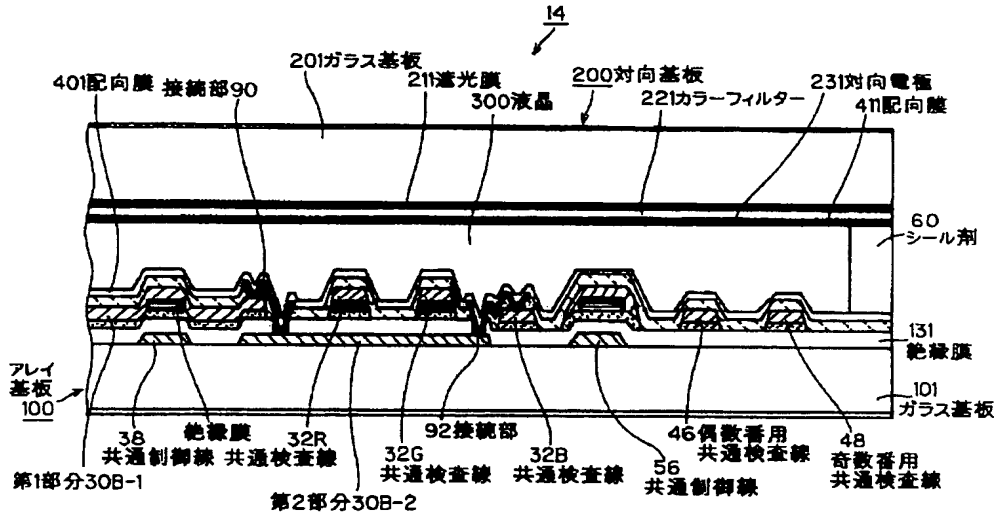 14
201ガラス基板
200対向基板
231対向電極
401配向膜
接続部90
211遮光膜
221カラーフィルター
300液晶
411配向膜
60
シール剤
131
絶縁膜
アレイ
基板
100
101
ガラス基板
38
共通制御線
絶縁膜
32R
共通検査線
32G
共通検査線
92接続部
32B
共通検査線
56
共通制御線
46偶数番用
共通検査線
48
奇数番用
共通検査線
第1部分30B-1
第2部分30B-2